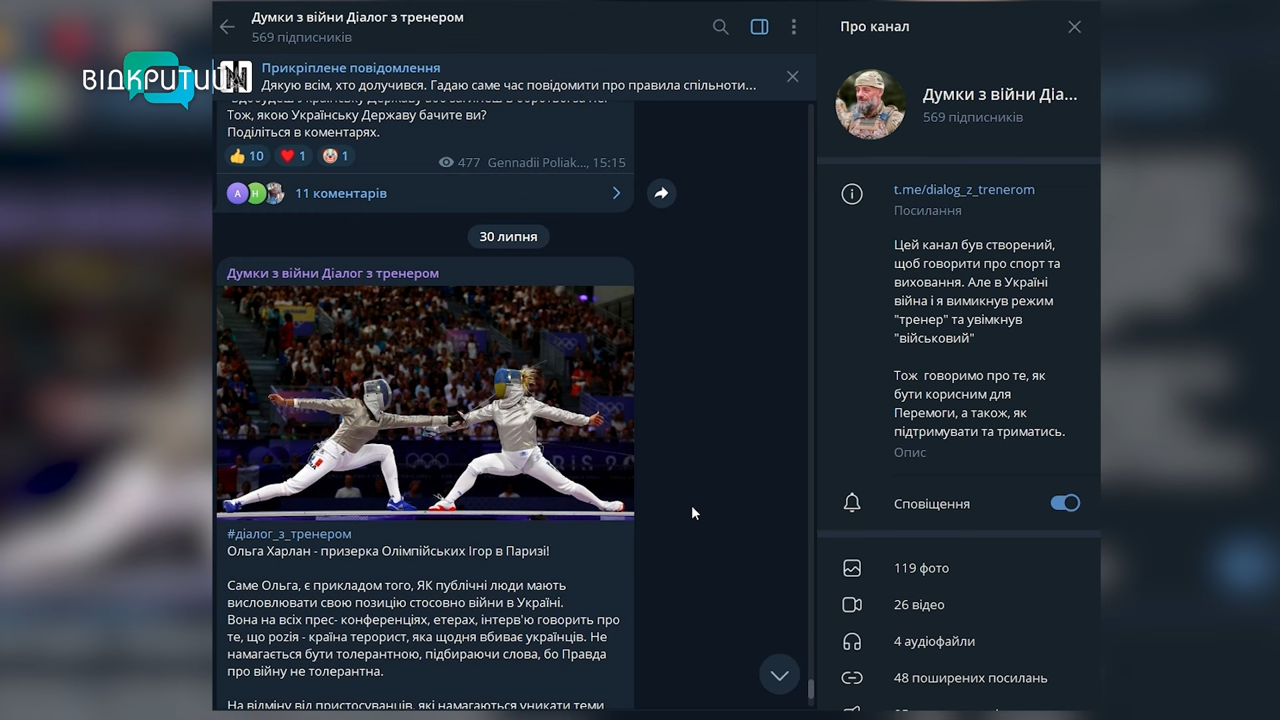 Думки з війни Діалог з тренером
569 підписників
ВІДКРИТИЙ
Прикріплене повідомлення
Дякую всім, хто долучився. Гадаю саме час повідомити про правила спільноти...
Тож, якою Українську Державу бачите ви?
Поділіться в коментарях.
👍 10 ❤️ 1 🤡 1
477 Gennadii Poliak..., 15:15
А Н
11 коментарів
30 липня
Думки з війни Діалог з тренером
#діалог_з_тренером
Ольга Харлан - призерка Олімпійських Ігор в Паризі!
Саме Ольга, є прикладом того, ЯК публічні люди мають
висловлювати свою позицію стосовно війни в Україні.
Вона на всіх прес- конференціях, етерах, інтерв'ю говорить про
те, що розія - країна терорист, яка щодня вбиває українців. Не
намагається бути толерантною, підбираючи слова, бо Правда
про війну не толерантна.
На відміну від пристосуванців, які намагаються уникати теми
Про канал
Думки з війни Діа...
569 підписників
t.me/dialog_z_trenerom
Посилання
Цей канал був створений,
щоб говорити про спорт та
виховання. Але в Україні
війна і я вимикнув режим
"тренер" та увімкнув
"військовий"
Тож говоримо про те, як
бути корисним для
Перемоги, а також, як
підтримувати та триматись.
Опис
Сповіщення
119 фото
26 відео
4 аудіофайли
48 поширених посилань